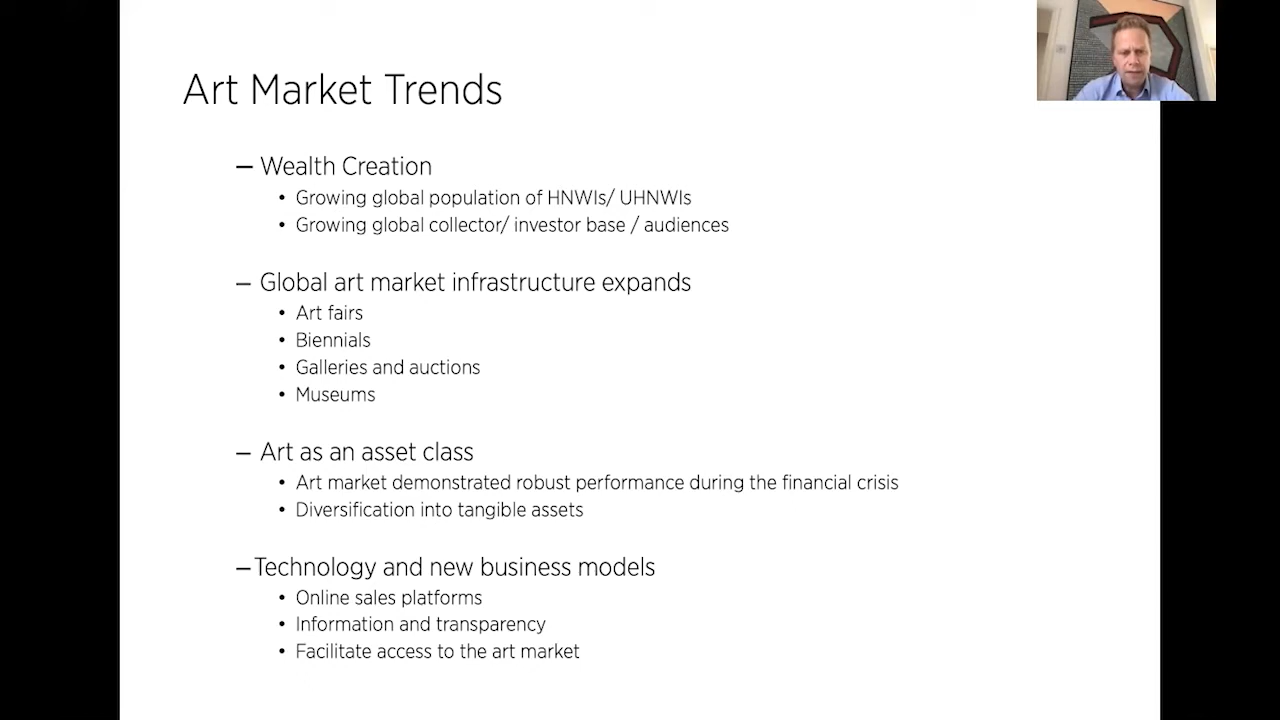 Art Market Trends
– Wealth Creation
• Growing global population of HNWIs/ UHNWIs
• Growing global collector/ investor base / audiences
– Global art market infrastructure expands
• Art fairs
• Biennials
• Galleries and auctions
• Museums
– Art as an asset class
• Art market demonstrated robust performance during the financial crisis
• Diversification into tangible assets
–Technology and new business models
• Online sales platforms
• Information and transparency
• Facilitate access to the art market